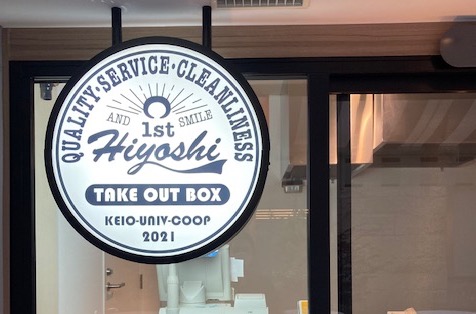 QUALITY·SERVICE·CLEANLINESS
AND SMILE
1st
Hiyoshi
TAKE OUT BOX
KEIO-UNIV-COOP
2021